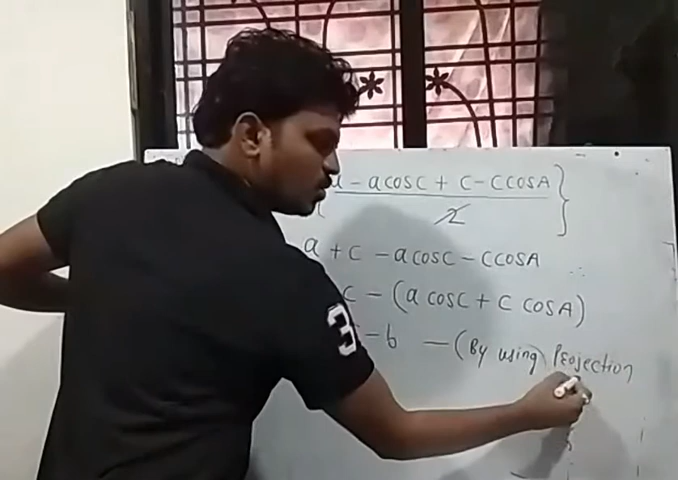 a - acosC + C - CcosA
2
a + C - acosC - CcosA
C - (a cosC + C cosA)
- b — (By using Projection
3